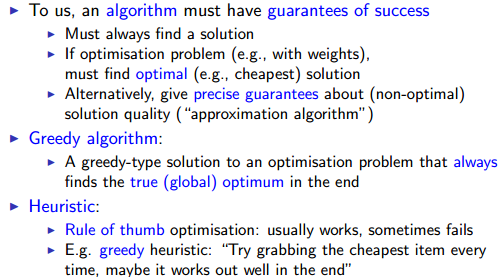 ▶ To us, an algorithm must have guarantees of success
▶ Must always find a solution
▶ If optimisation problem (e.g., with weights),
must find optimal (e.g., cheapest) solution
▶ Alternatively, give precise guarantees about (non-optimal)
solution quality (“approximation algorithm”)
▶ Greedy algorithm:
▶ A greedy-type solution to an optimisation problem that always
finds the true (global) optimum in the end
▶ Heuristic:
▶ Rule of thumb optimisation: usually works, sometimes fails
▶ E.g. greedy heuristic: “Try grabbing the cheapest item every
time, maybe it works out well in the end”